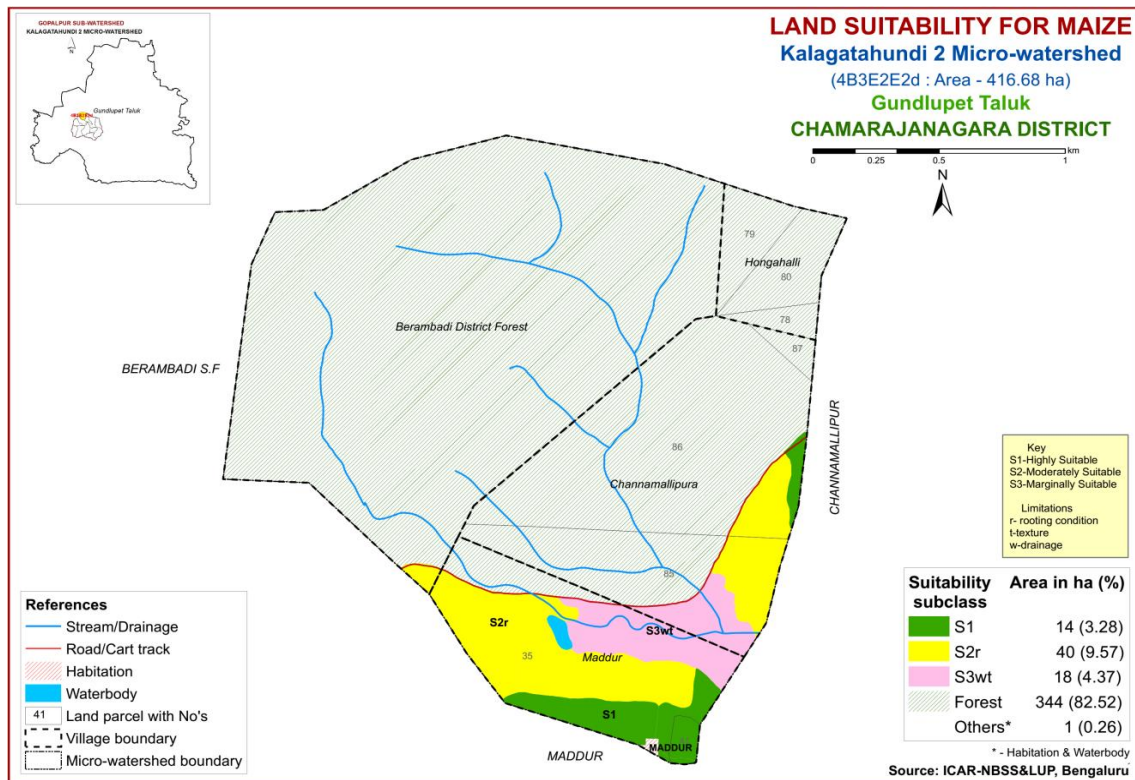 GOPALPUR SUB-WATERSHED
KALAGATAHUNDI 2 MICRO-WATERSHED
N
Gundlupet Taluk
LAND SUITABILITY FOR MAIZE
Kalagatahundi 2 Micro-watershed
(4B3E2E2d : Area - 416.68 ha)
Gundlupet Taluk
CHAMARAJANAGARA DISTRICT
km
0 0.25 0.5 1
N
79
Hongahalli
80
78
87
Berambadi District Forest
BERAMBADI S.F
CHANNAMALLIPUR
86
Channamallipura
85
S2r
S3wt
35
Maddur
S1
MADDUR
MADDUR
Key
S1-Highly Suitable
S2-Moderately Suitable
S3-Marginally Suitable
Limitations
r- rooting condition
t-texture
w-drainage
References
Stream/Drainage
Road/Cart track
Habitation
Waterbody
41 Land parcel with No's
Village boundary
Micro-watershed boundary
Suitability subclass Area in ha (%)
S1 14 (3.28)
S2r 40 (9.57)
S3wt 18 (4.37)
Forest 344 (82.52)
Others* 1 (0.26)
* - Habitation & Waterbody
Source: ICAR-NBSS&LUP, Bengaluru